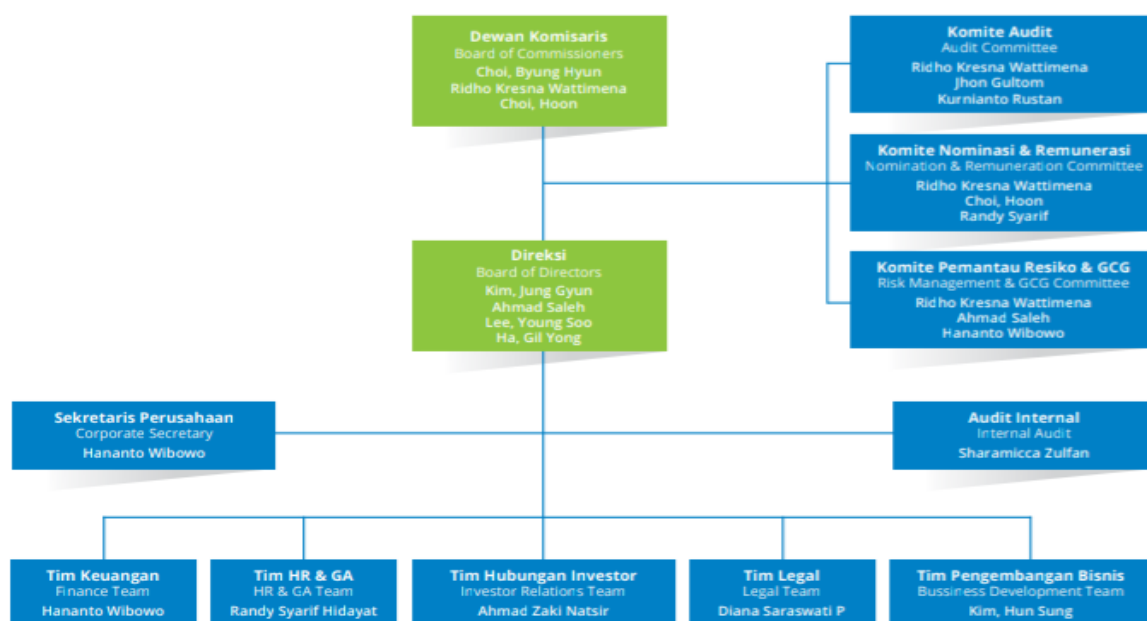 Dewan Komisaris
Board of Commissioners
Choi, Byung Hyun
Ridho Kresna Wattimena
Choi, Hoon
Komite Audit
Audit Committee
Ridho Kresna Wattimena
Jhon Gultom
Kurnianto Rustan
Komite Nominasi & Remunerasi
Nomination & Remuneration Committee
Ridho Kresna Wattimena
Choi, Hoon
Randy Syarif
Direksi
Board of Directors
Kim, Jung Gyun
Ahmad Saleh
Lee, Young Soo
Ha, Gil Yong
Komite Pemantau Resiko & GCG
Risk Management & GCG Committee
Ridho Kresna Wattimena
Ahmad Saleh
Hananto Wibowo
Sekretaris Perusahaan
Corporate Secretary
Hananto Wibowo
Audit Internal
Internal Audit
Sharamicca Zulfan
Tim Keuangan
Finance Team
Hananto Wibowo
Tim HR & GA
HR & GA Team
Randy Syarif Hidayat
Tim Hubungan Investor
Investor Relations Team
Ahmad Zaki Natsir
Tim Legal
Legal Team
Diana Saraswati P
Tim Pengembangan Bisnis
Bussiness Development Team
Kim, Hun Sung